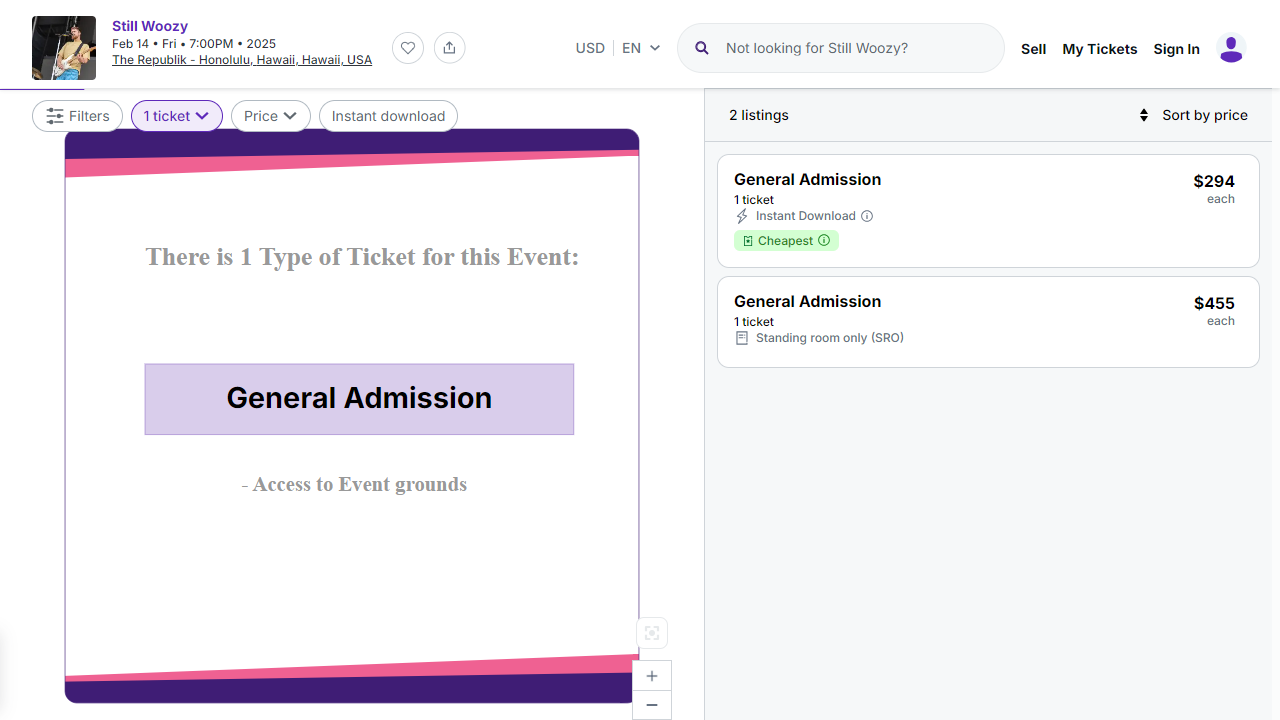 Still Woozy
Feb 14 • Fri • 7:00PM • 2025
The Republik - Honolulu, Hawaii, Hawaii, USA
USD
EN
Not looking for Still Woozy?
Sell
My Tickets
Sign In
Filters
1 ticket
Price
Instant download
There is 1 Type of Ticket for this Event:
General Admission
- Access to Event grounds
2 listings
Sort by price
General Admission
$294
1 ticket
each
Instant Download
Cheapest
General Admission
$455
1 ticket
each
Standing room only (SRO)